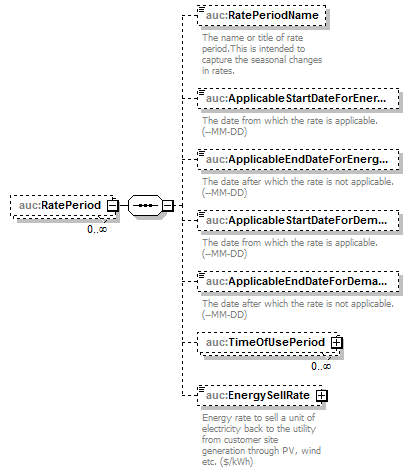 auc:RatePeriodName
The name or title of rate
period.This is intended to
capture the seasonal changes
in rates.
auc:ApplicableStartDateForEner...
The date from which the rate is applicable.
(--MM-DD)
auc:ApplicableEndDateForEnerg...
The date after which the rate is not applicable.
(--MM-DD)
auc:RatePeriod
0..∞
auc:ApplicableStartDateForDem...
The date from which the rate is applicable.
(--MM-DD)
auc:ApplicableEndDateForDema...
The date after which the rate is not applicable.
(--MM-DD)
auc:TimeOfUsePeriod
0..∞
auc:EnergySellRate
Energy rate to sell a unit of
electricity back to the utility
from customer site
generation through PV, wind
etc. ($/kWh)